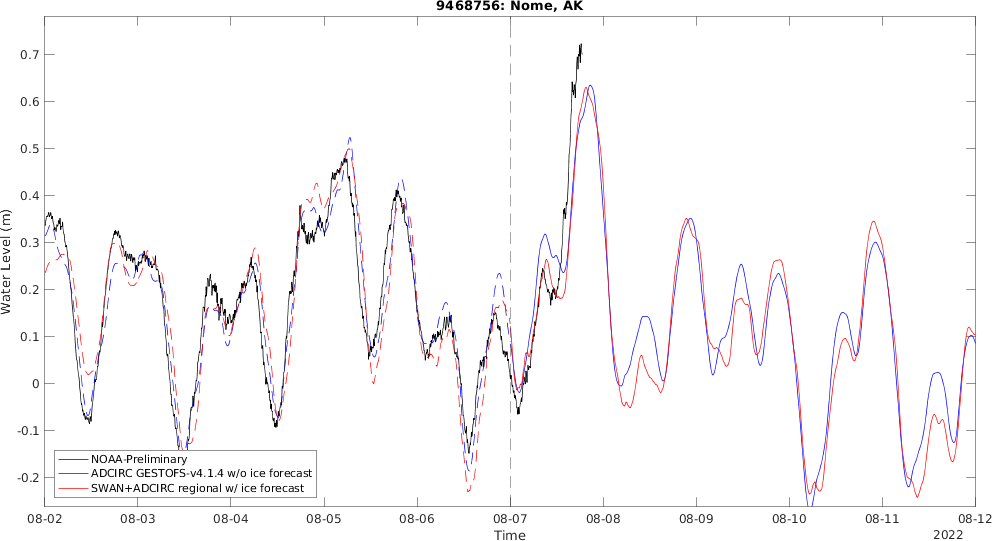 9468756: Nome, AK
Water Level (m)
0.7
0.6
0.5
0.4
0.3
0.2
0.1
0
-0.1
-0.2
NOAA-Preliminary
ADCIRC GESTOFS-v4.1.4 w/o ice forecast
SWAN+ADCIRC regional w/ ice forecast
08-02 08-03 08-04 08-05 08-06 08-07 08-08 08-09 08-10 08-11 08-12
Time
2022